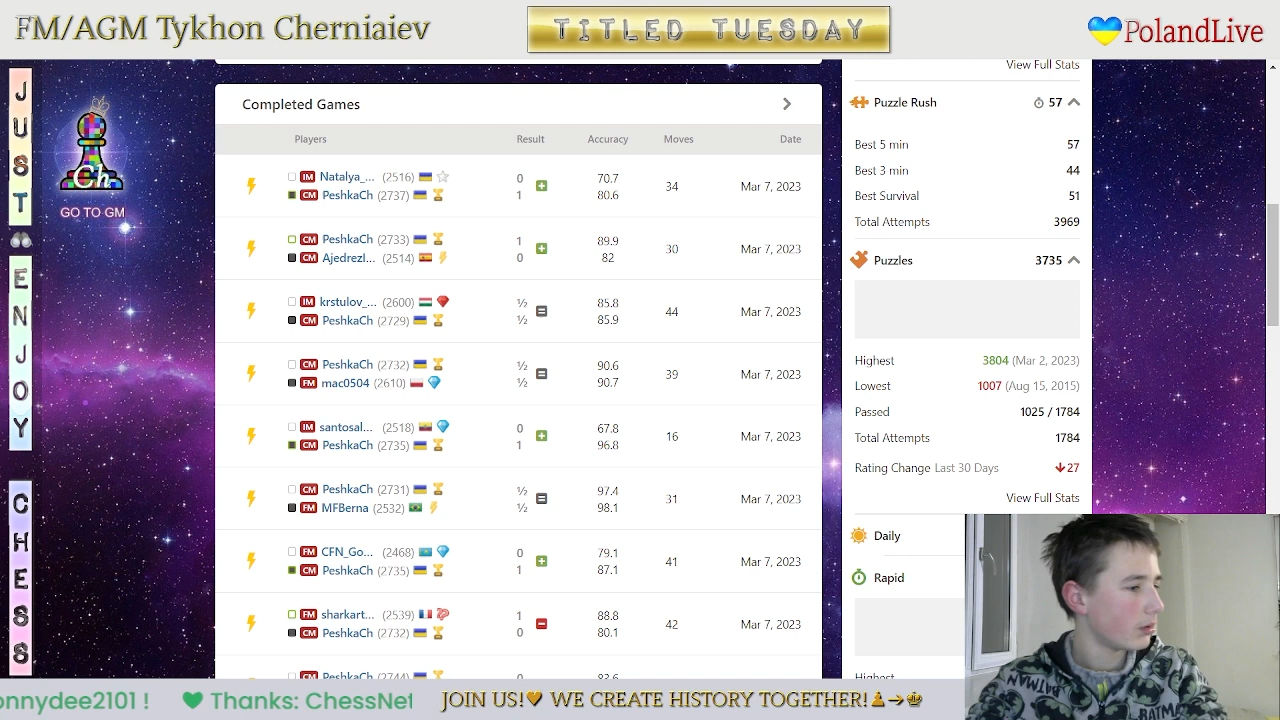 FM/AGM Tykhon Cherniaiev
TITLED TUESDAY
PolandLive
JUST
ENJOY
CHESS
Ch
GO TO GM
Completed Games
Players Result Accuracy Moves Date
IM Natalya_... (2516) 0 70.7
CM PeshkaCh (2737) 1 80.6
34 Mar 7, 2023
CM PeshkaCh (2733) 1 89.9
CM Ajedrezl... (2514) 0 82
30 Mar 7, 2023
IM krstulov_... (2600) ½ 85.8
CM PeshkaCh (2729) ½ 85.9
44 Mar 7, 2023
CM PeshkaCh (2732) ½ 90.6
FM mac0504 (2610) ½ 90.7
39 Mar 7, 2023
IM santosal... (2518) 0 67.8
CM PeshkaCh (2735) 1 96.8
16 Mar 7, 2023
CM PeshkaCh (2731) ½ 97.4
FM MFBerna (2532) ½ 98.1
31 Mar 7, 2023
FM CFN_Go... (2468) 0 79.1
CM PeshkaCh (2735) 1 87.1
41 Mar 7, 2023
FM sharkart... (2539) 1 88.8
CM PeshkaCh (2732) 0 80.1
42 Mar 7, 2023
CM PeshkaCh (2744)
View Full Stats
Puzzle Rush 57
Best 5 min 57
Best 3 min 44
Best Survival 51
Total Attempts 3969
Puzzles 3735
Highest 3804 (Mar 2, 2023)
Lowest 1007 (Aug 15, 2015)
Passed 1025 / 1784
Total Attempts 1784
Rating Change Last 30 Days 27
View Full Stats
Daily
Rapid
Highest
BATMAN
onnydee2101 ! Thanks: ChessNet
JOIN US! WE CREATE HISTORY TOGETHER!